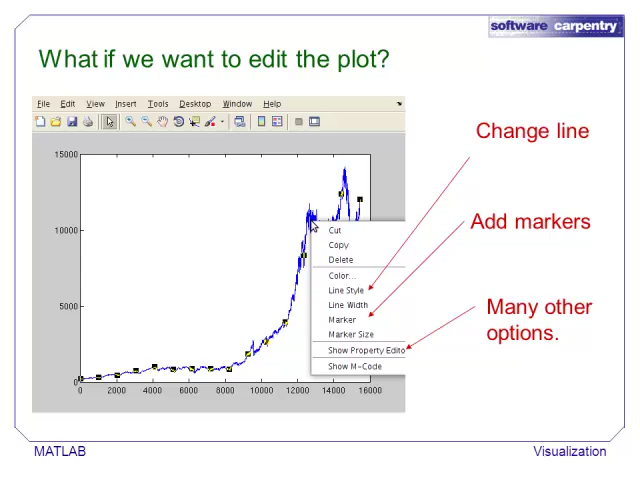 software carpentry
What if we want to edit the plot?
File Edit View Insert Tools Desktop Window Help
15000
10000
5000
0
0 2000 4000 6000 8000 10000 12000 14000 16000
Cut
Copy
Delete
Color...
Line Style
Line Width
Marker
Marker Size
Show Property Edito
Show M-Code
Change line
Add markers
Many other
options.
MATLAB
Visualization